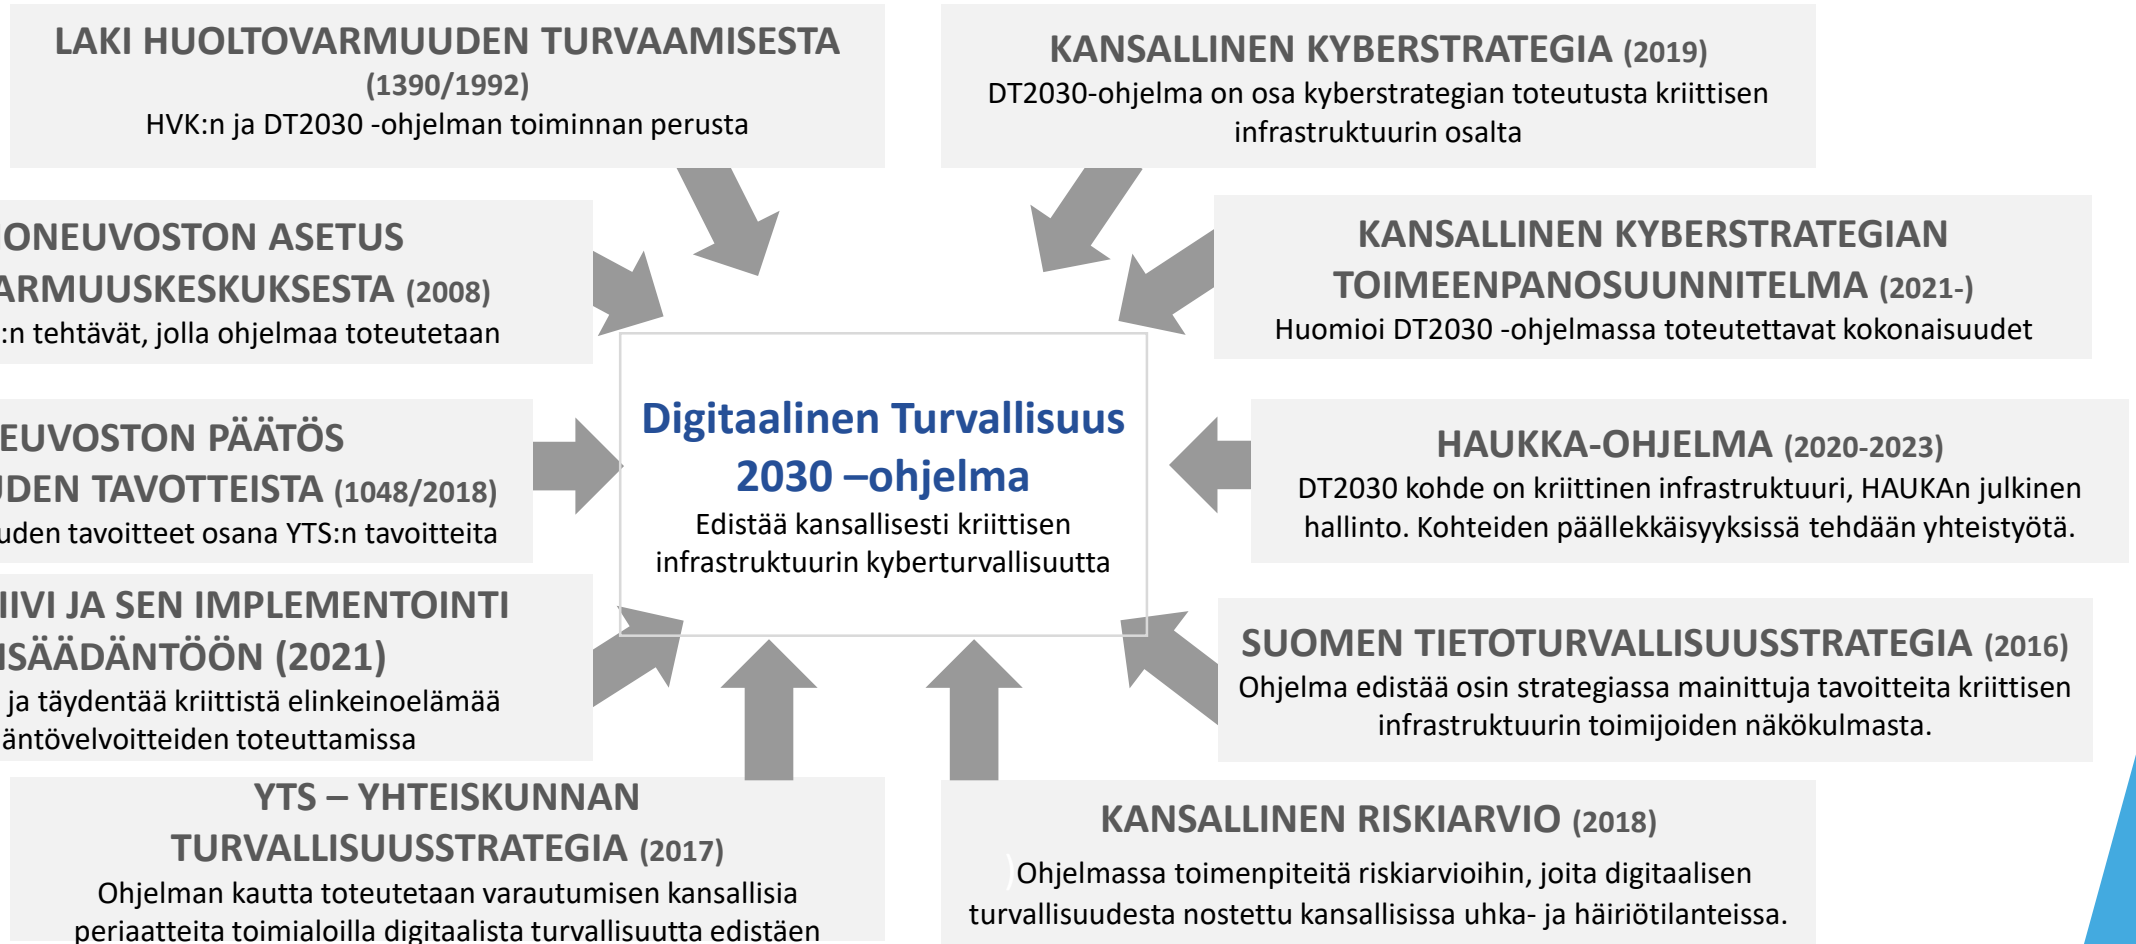 LAKI HUOLTOVARMUUDEN TURVAAMISESTA
(1390/1992)
HVK:n ja DT2030 -ohjelman toiminnan perusta
KANSALLINEN KYBERSTRATEGIA (2019)
DT2030-ohjelma on osa kyberstrategian toteutusta kriittisen
infrastruktuurin osalta
ONEUVOSTON ASETUS
ARMUUSKESKUKSESTA (2008)
:n tehtävät, jolla ohjelmaa toteutetaan
KANSALLINEN KYBERSTRATEGIAN
TOIMEENPANOSUUNNITELMA (2021-)
Huomioi DT2030 -ohjelmassa toteutettavat kokonaisuudet
EUVOSTON PÄÄTÖS
UDEN TAVOTTEISTA (1048/2018)
uden tavoitteet osana YTS:n tavoitteita
Digitaalinen Turvallisuus
2030 –ohjelma
Edistää kansallisesti kriittisen
infrastruktuurin kyberturvallisuutta
HAUKKA-OHJELMA (2020-2023)
DT2030 kohde on kriittinen infrastruktuuri, HAUKAn julkinen
hallinto. Kohteiden päällekkäisyyksissä tehdään yhteistyötä.
IIVI JA SEN IMPLEMENTOINTI
ISÄÄDÄNTÖÖN (2021)
ja täydentää kriittistä elinkeinoelämää
äntövelvoitteiden toteuttamissa
SUOMEN TIETOTURVALLISUUSSTRATEGIA (2016)
Ohjelma edistää osin strategiassa mainittuja tavoitteita kriittisen
infrastruktuurin toimijoiden näkökulmasta.
YTS – YHTEISKUNNAN
TURVALLISUUSSTRATEGIA (2017)
Ohjelman kautta toteutetaan varautumisen kansallisia
periaatteita toimialoilla digitaalista turvallisuutta edistäen
KANSALLINEN RISKIARVIO (2018)
)Ohjelmassa toimenpiteitä riskiarvioihin, joita digitaalisen
turvallisuudesta nostettu kansallisissa uhka- ja häiriötilanteissa.